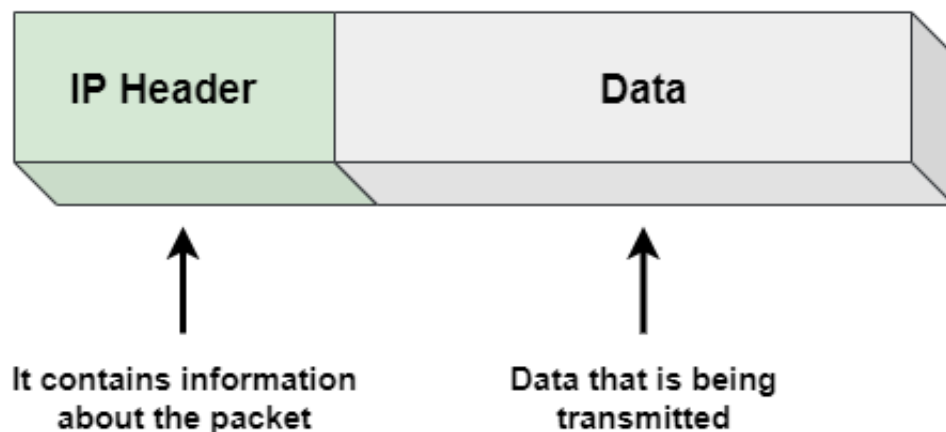 IP Header
Data
It contains information
about the packet
Data that is being
transmitted